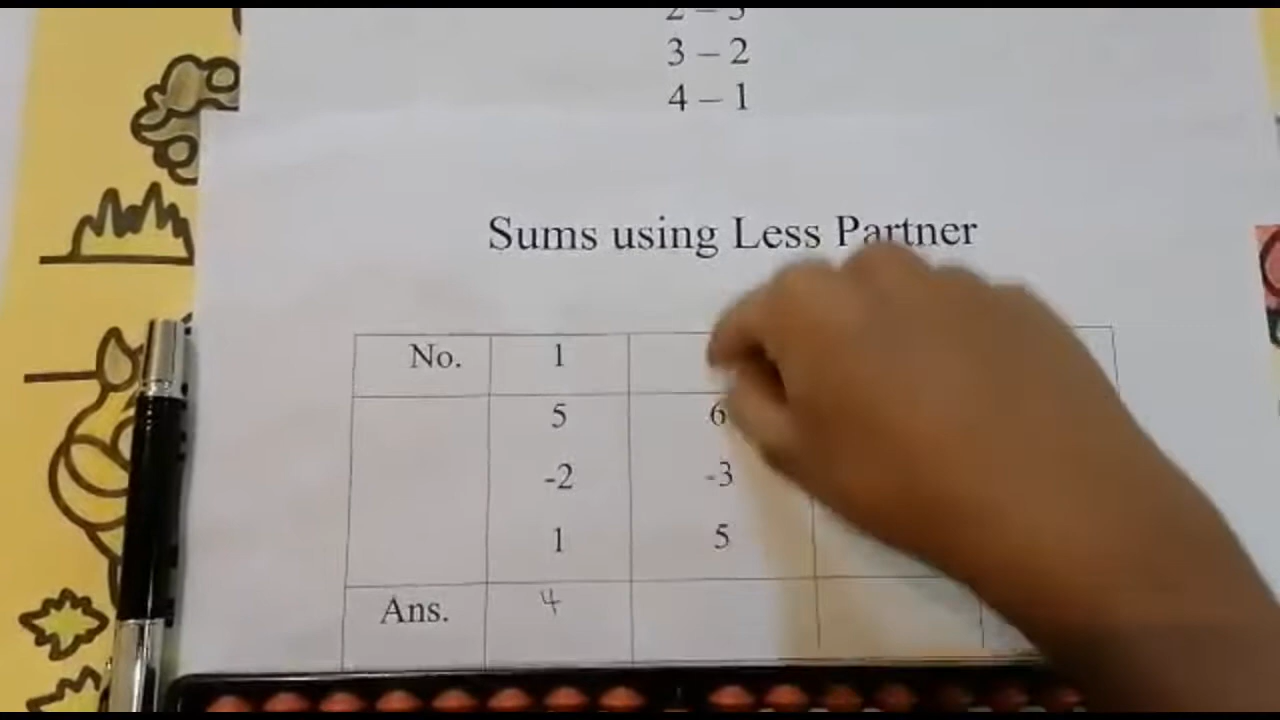 3 – 2
4 – 1
Sums using Less Partner
No. 1
5 6
-2 -3
1 5
Ans. 4